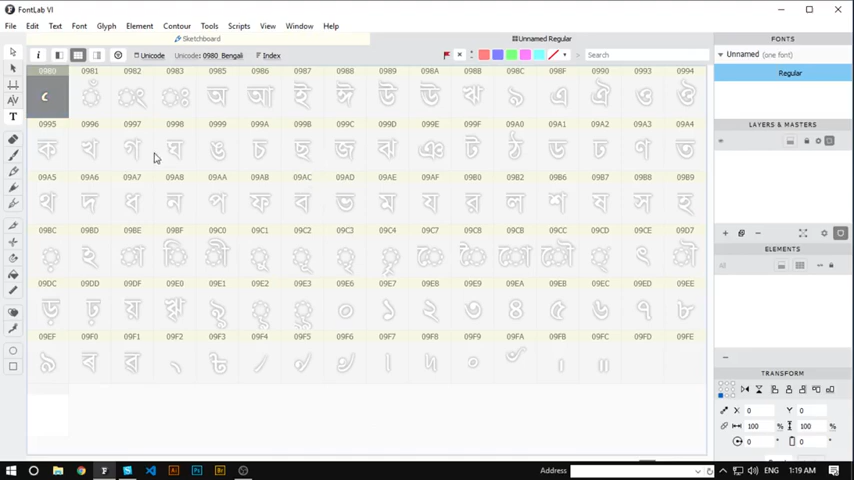 FontLab VI
File Edit Text Font Glyph Element Contour Tools Scripts View Window Help
Sketchboard Unnamed Regular FONTS
i Unicode Unicode: 0980 Bengali Index Search Unnamed (one font)
Regular
0980 0981 0982 0983 0985 0986 0987 0988 0989 098A 098B 098C 098F 0990 0993 0994
ঀ ঁ ং ঃ অ আ ই ঈ উ ঊ ঋ ঌ এ ঐ ও ঔ
LAYERS & MASTERS
0995 0996 0997 0998 0999 099A 099B 099C 099D 099E 099F 09A0 09A1 09A2 09A3 09A4
ক খ গ ঘ ঙ চ ছ জ ঝ ঞ ট ঠ ড ঢ ণ ত
09A5 09A6 09A7 09A8 09AA 09AB 09AC 09AD 09AE 09AF 09B0 09B2 09B6 09B7 09B8 09B9
থ দ ধ ন প ফ ব ভ ম য র ল শ ষ স হ
09BC 09BD 09BE 09BF 09C0 09C1 09C2 09C3 09C4 09C7 09C8 09CB 09CC 09CD 09CE 09D7
় ঽ া ি ী ু ূ ৃ ৄ ে ৈ ো ৌ ্ ৎ ৗ
ELEMENTS
09DC 09DD 09DF 09E0 09E1 09E2 09E3 09E6 09E7 09E8 09E9 09EA 09EB 09EC 09ED 09EE
ড় ঢ় য় ৠ ৡ ৢ ৣ ০ ১ ২ ৩ ৪ ৫ ৬ ৭ ৮
09EF 09F0 09F1 09F2 09F3 09F4 09F5 09F6 09F7 09F8 09F9 09FA 09FB 09FC 09FD 09FE
৯ ৰ ৱ ৲ ৳ ৴ ৵ ৶ ৷ ৸ ৹ ৺
TRANSFORM
X 0 Y 0
100 % 100 %
0 ° 0 °
Address ENG 1:19 AM